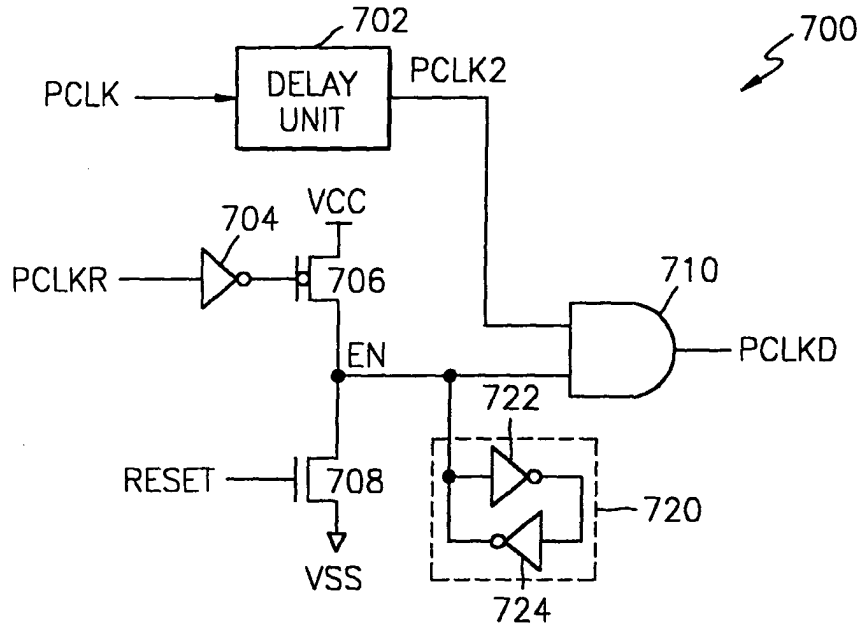 702
700
PCLK
DELAY
UNIT
PCLK2
704
VCC
PCLKR
706
710
EN
PCLKD
722
RESET
708
720
VSS
724